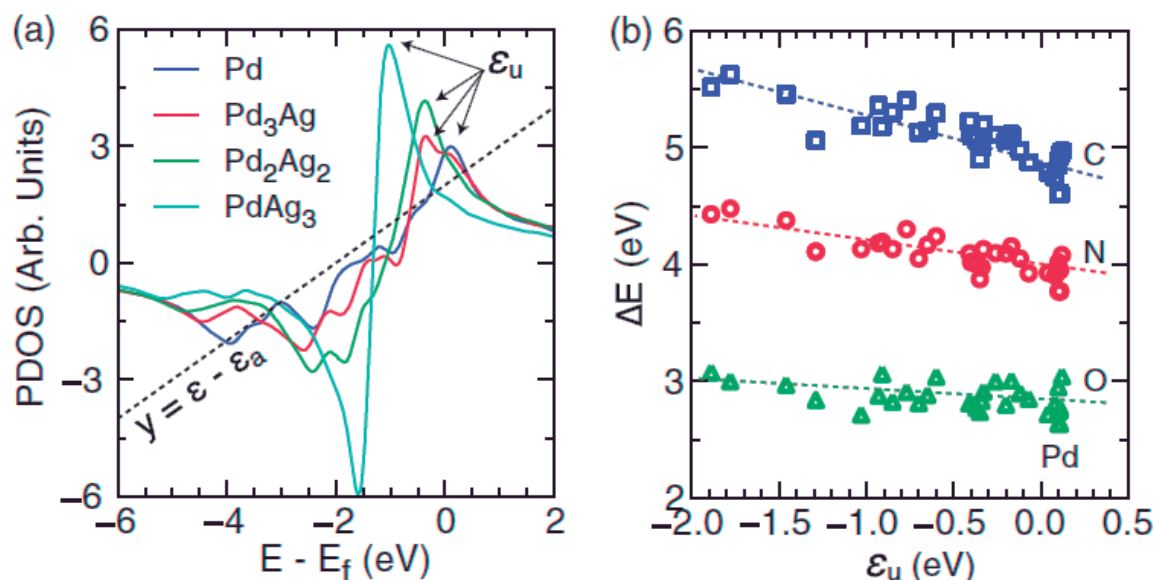 (a)
PDOS (Arb. Units)
6
3
0
−3
−6
Pd
Pd₃Ag
Pd₂Ag₂
PdAg₃
εᵤ
y = ε - εₐ
−6 −4 −2 0 2
E - E_f (eV)
(b)
ΔE (eV)
6
5
4
3
2
C
N
O
Pd
−2.0 −1.5 −1.0 −0.5 0.0 0.5
εᵤ (eV)